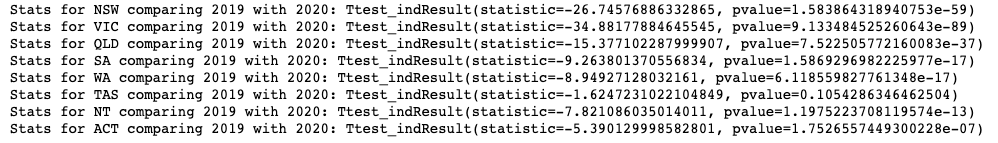 Stats for NSW comparing 2019 with 2020: Ttest_indResult(statistic=-26.74576886332865, pvalue=1.583864318940753e-59)
Stats for VIC comparing 2019 with 2020: Ttest_indResult(statistic=-34.88177884645545, pvalue=9.133484525260643e-89)
Stats for QLD comparing 2019 with 2020: Ttest_indResult(statistic=-15.377102287999907, pvalue=7.522505772160083e-37)
Stats for SA comparing 2019 with 2020: Ttest_indResult(statistic=-9.263801370556834, pvalue=1.5869296982225977e-17)
Stats for WA comparing 2019 with 2020: Ttest_indResult(statistic=-8.94927128032161, pvalue=6.118559827761348e-17)
Stats for TAS comparing 2019 with 2020: Ttest_indResult(statistic=-1.6247231022104849, pvalue=0.1054286346462504)
Stats for NT comparing 2019 with 2020: Ttest_indResult(statistic=-7.821086035014011, pvalue=1.1975223708119574e-13)
Stats for ACT comparing 2019 with 2020: Ttest_indResult(statistic=-5.390129998582801, pvalue=1.7526557449300228e-07)